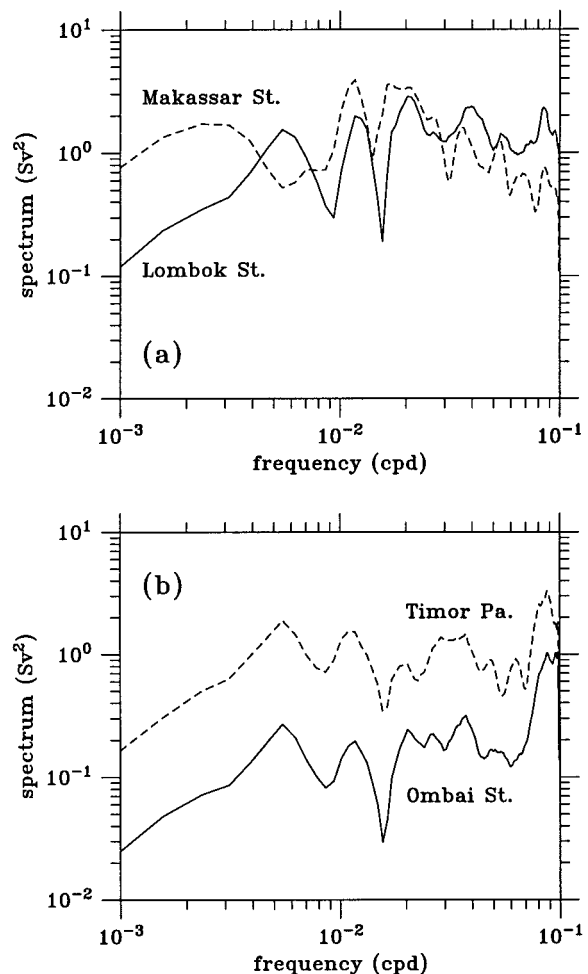 10¹
Makassar St.
10⁰
spectrum (Sv²)
10⁻¹
Lombok St.
(a)
10⁻²
10⁻³ 10⁻² 10⁻¹
frequency (cpd)
10¹
(b)
Timor Pa.
10⁰
spectrum (Sv²)
10⁻¹
Ombai St.
10⁻²
10⁻³ 10⁻² 10⁻¹
frequency (cpd)